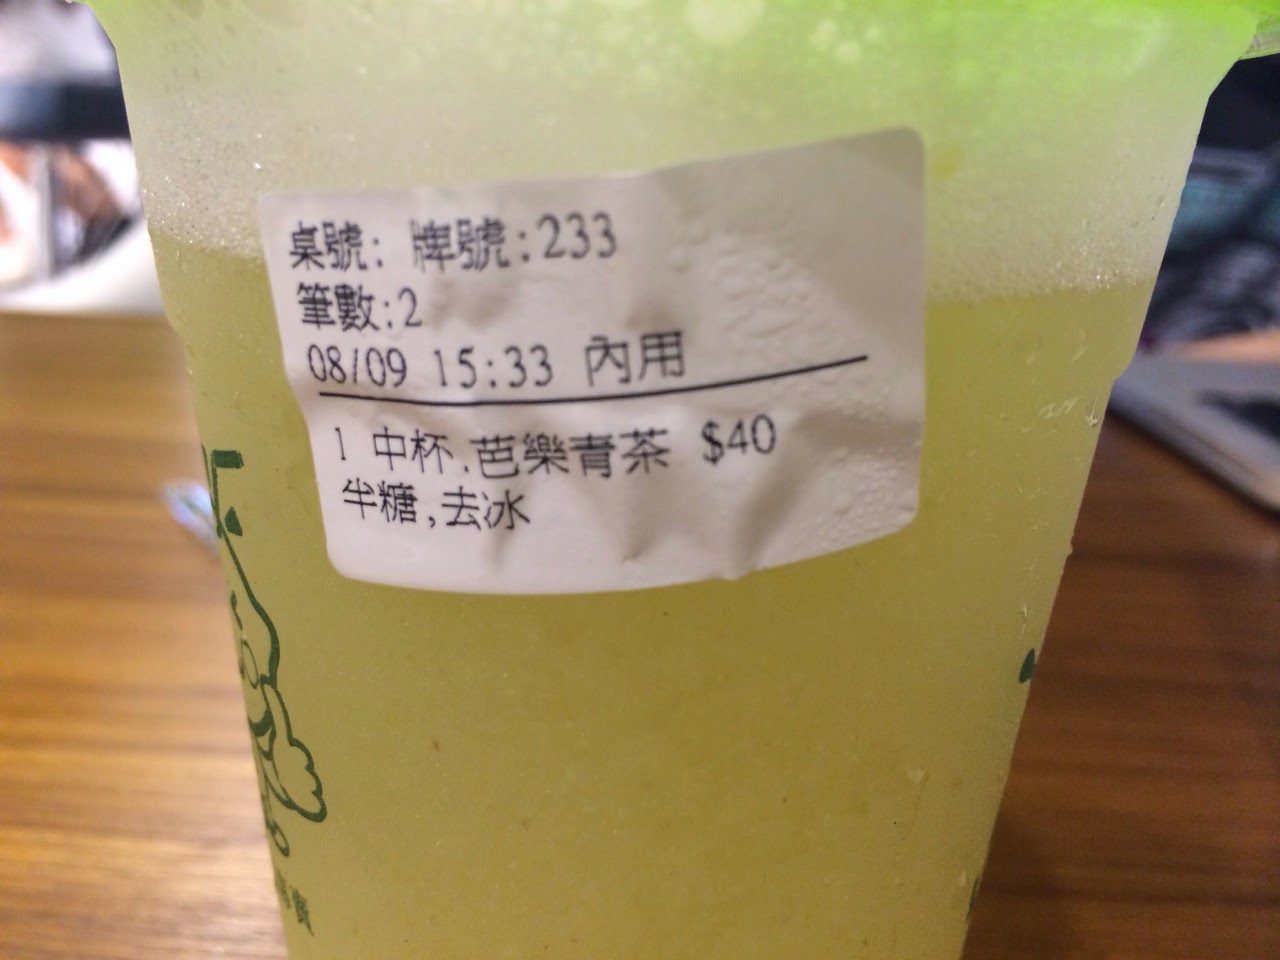 桌號: 牌號:233
筆數:2
08/09 15:33 內用
1 中杯.芭樂青茶 $40
半糖,去冰